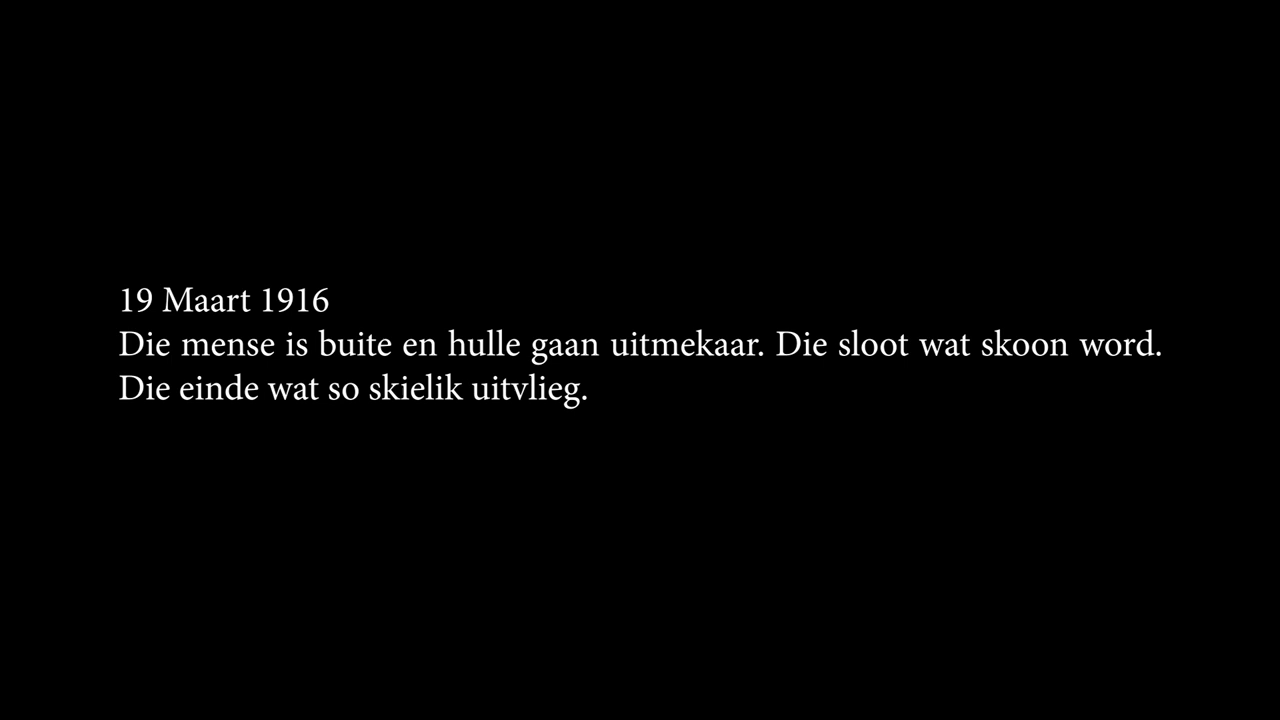 19 Maart 1916
Die mense is buite en hulle gaan uitmekaar. Die sloot wat skoon word.
Die einde wat so skielik uitvlieg.